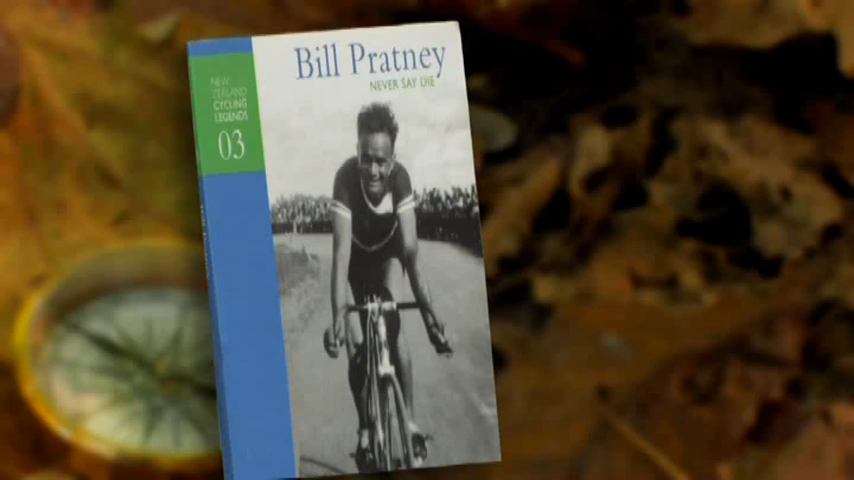 Bill Pratney
NEVER SAY DIE
NEW
ZEALAND
CYCLING
LEGENDS
03